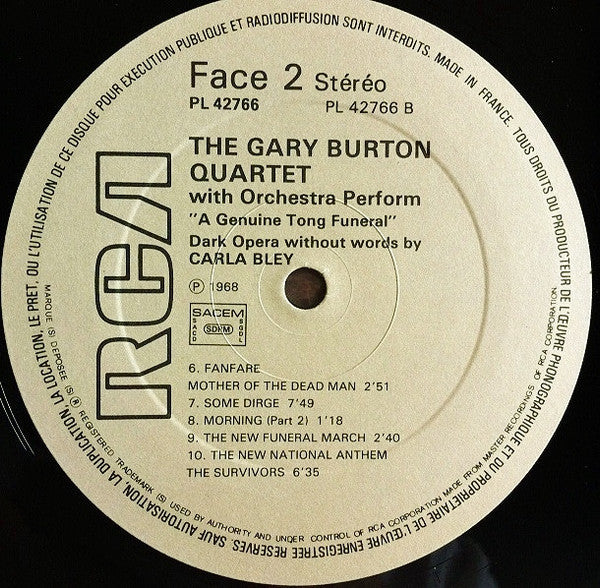 Face 2 Stéréo
PL 42766 PL 42766 B
THE GARY BURTON
QUARTET
with Orchestra Perform
"A Genuine Tong Funeral"
Dark Opera without words by
CARLA BLEY
Ⓟ 1968
SACEM
SACD SDRM SGDL
6. FANFARE
MOTHER OF THE DEAD MAN 2'51
7. SOME DIRGE 7'49
8. MORNING (Part 2) 1'18
9. THE NEW FUNERAL MARCH 2'40
10. THE NEW NATIONAL ANTHEM
THE SURVIVORS 6'35
RCA
MADE IN FRANCE. TOUS DROITS DU PRODUCTEUR DE L'ŒUVRE PHONOGRAPHIQUE ET DU PROPRIETAIRE DE L'ŒUVRE ENREGISTREE RESERVES. SAUF AUTORISATION, LA DUPLICATION, LA LOCATION, LE PRET, OU L'UTILISATION DE CE DISQUE POUR EXECUTION PUBLIQUE ET RADIODIFFUSION SONT INTERDITS.
MARQUE (S) DEPOSEE (S) ® REGISTERED TRADEMARK (S) USED BY AUTHORITY AND UNDER CONTROL OF RCA CORPORATION MADE FROM MASTER RECORDINGS OF RCA CORPORATION